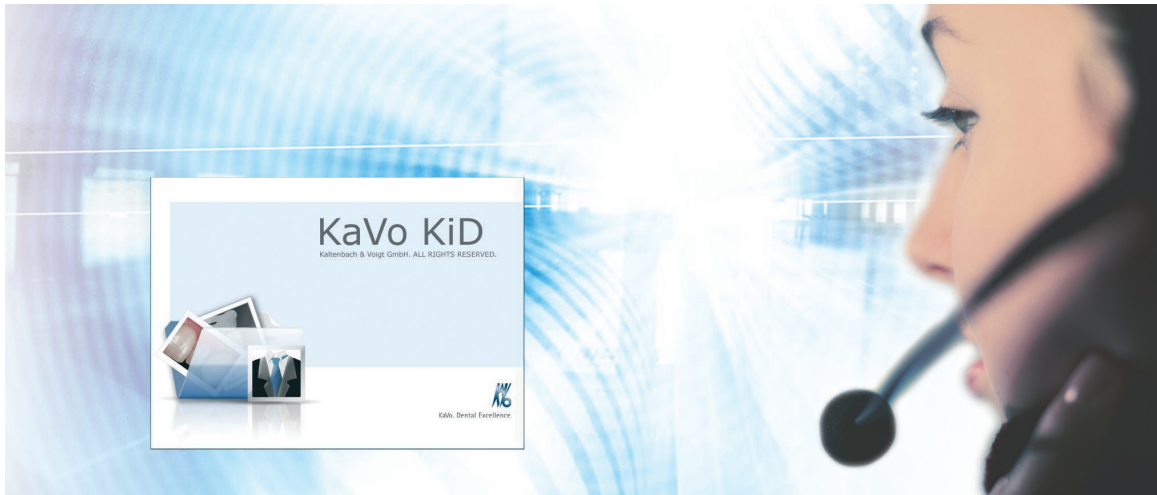 KaVo KiD
Kaltenbach & Voigt GmbH. ALL RIGHTS RESERVED.
KaVo. Dental Excellence.